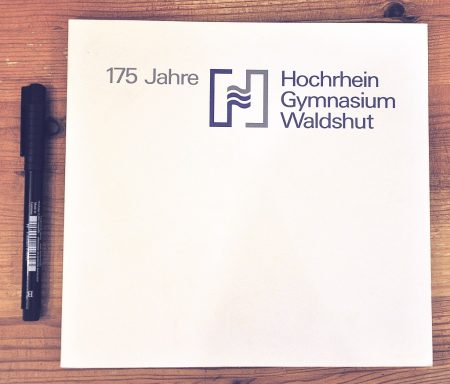 175 Jahre
Hochrhein
Gymnasium
Waldshut